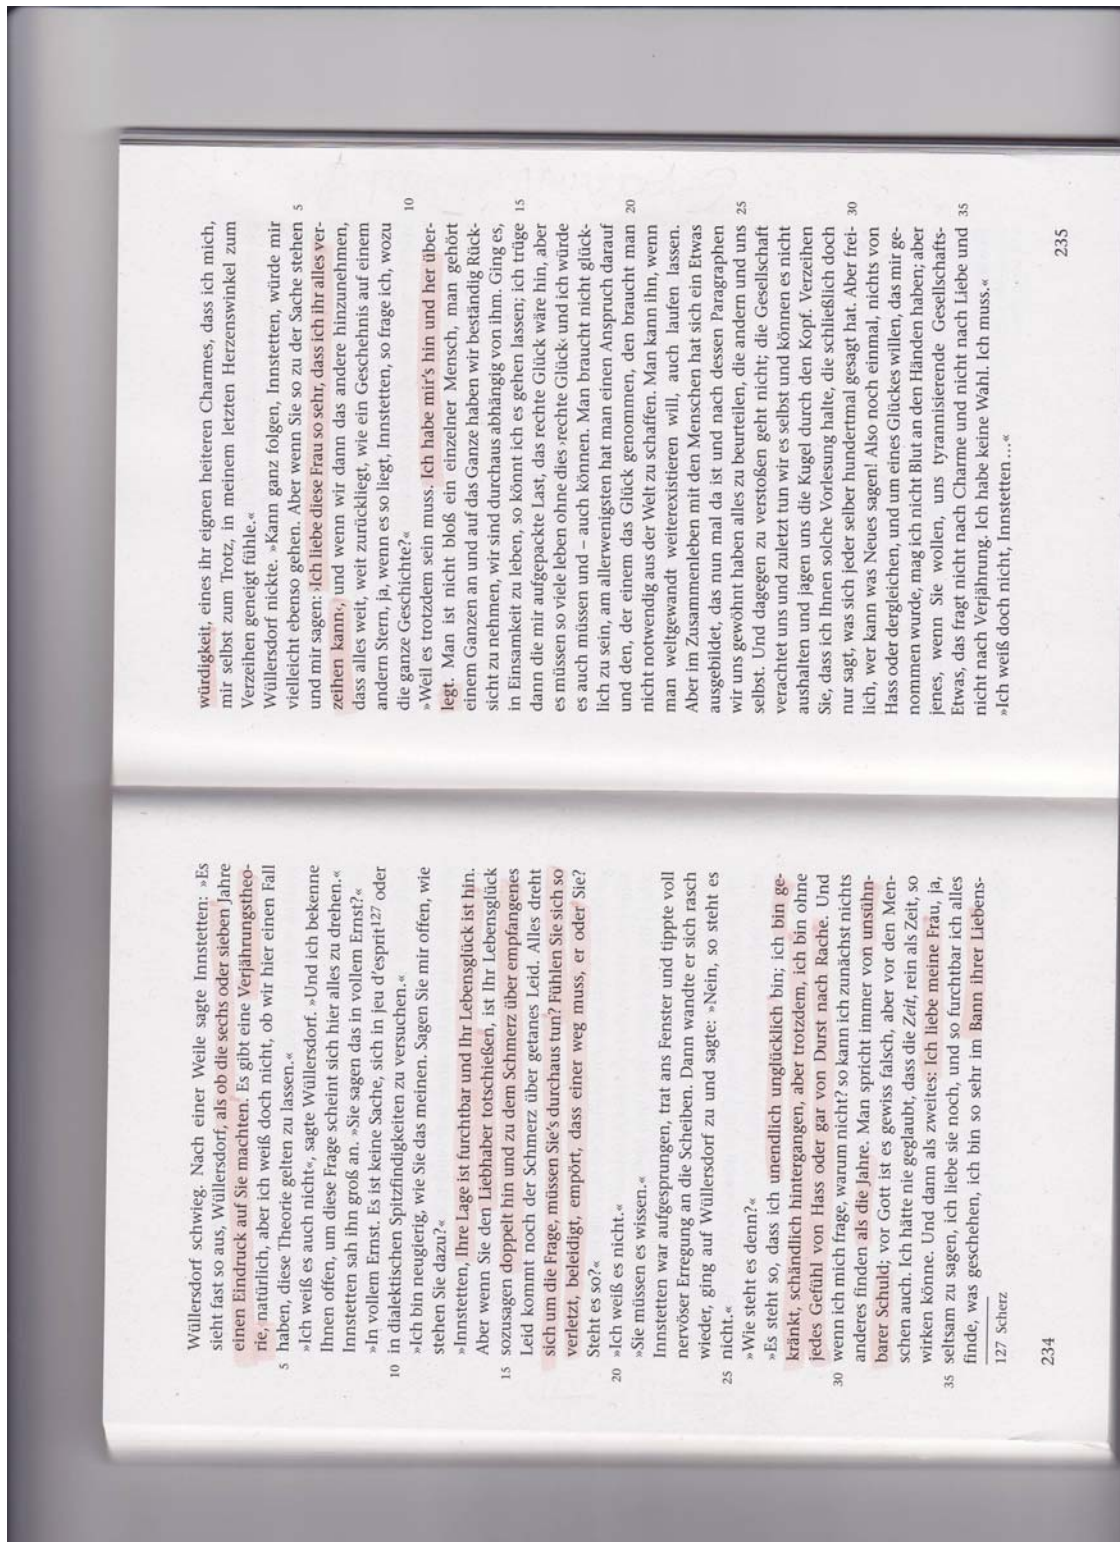 Wüllersdorf schwieg. Nach einer Weile sagte Innstetten: »Es
sieht fast so aus, Wüllersdorf, als ob die sechs oder sieben Jahre
einen Eindruck auf Sie machten. Es gibt eine Verjährungstheo-
rie, natürlich, aber ich weiß doch nicht, ob wir hier einen Fall
5 haben, diese Theorie gelten zu lassen.«
»Ich weiß es auch nicht«, sagte Wüllersdorf. »Und ich bekenne
Ihnen offen, um diese Frage scheint sich hier alles zu drehen.«
Innstetten sah ihn groß an. »Sie sagen das in vollem Ernst?«
»In vollem Ernst. Es ist keine Sache, sich in jeu d'esprit127 oder
10 in dialektischen Spitzfindigkeiten zu versuchen.«
»Ich bin neugierig, wie Sie das meinen. Sagen Sie mir offen, wie
stehen Sie dazu?«
»Innstetten, Ihre Lage ist furchtbar und Ihr Lebensglück ist hin.
Aber wenn Sie den Liebhaber totschießen, ist Ihr Lebensglück
15 sozusagen doppelt hin und zu dem Schmerz über empfangenes
Leid kommt noch der Schmerz über getanes Leid. Alles dreht
sich um die Frage, müssen Sie's durchaus tun? Fühlen Sie sich so
verletzt, beleidigt, empört, dass einer weg muss, er oder Sie?
Steht es so?«
20 »Ich weiß es nicht.«
»Sie müssen es wissen.«
Innstetten war aufgesprungen, trat ans Fenster und tippte voll
nervöser Erregung an die Scheiben. Dann wandte er sich rasch
wieder, ging auf Wüllersdorf zu und sagte: »Nein, so steht es
25 nicht.«
»Wie steht es denn?«
»Es steht so, dass ich unendlich unglücklich bin; ich bin ge-
kränkt, schändlich hintergangen, aber trotzdem, ich bin ohne
jedes Gefühl von Hass oder gar von Durst nach Rache. Und
30 wenn ich mich frage, warum nicht? so kann ich zunächst nichts
anderes finden als die Jahre. Man spricht immer von unsühn-
barer Schuld; vor Gott ist es gewiss falsch, aber vor den Men-
schen auch. Ich hätte nie geglaubt, dass die Zeit, rein als Zeit, so
wirken könne. Und dann als zweites: Ich liebe meine Frau, ja,
35 seltsam zu sagen, ich liebe sie noch, und so furchtbar ich alles
finde, was geschehen, ich bin so sehr im Bann ihrer Liebens-
127 Scherz
234
würdigkeit, eines ihr eignen heiteren Charmes, dass ich mich,
mir selbst zum Trotz, in meinem letzten Herzenswinkel zum
Verzeihen geneigt fühle.«
Wüllersdorf nickte. »Kann ganz folgen, Innstetten, würde mir
vielleicht ebenso gehen. Aber wenn Sie so zu der Sache stehen 5
und mir sagen: ›Ich liebe diese Frau so sehr, dass ich ihr alles ver-
zeihen kann‹, und wenn wir dann das andere hinzunehmen,
dass alles weit, weit zurückliegt, wie ein Geschehnis auf einem
andern Stern, ja, wenn es so liegt, Innstetten, so frage ich, wozu
die ganze Geschichte?« 10
»Weil es trotzdem sein muss. Ich habe mir's hin und her über-
legt. Man ist nicht bloß ein einzelner Mensch, man gehört
einem Ganzen an und auf das Ganze haben wir beständig Rück-
sicht zu nehmen, wir sind durchaus abhängig von ihm. Ging es,
in Einsamkeit zu leben, so könnt ich es gehen lassen; ich trüge 15
dann die mir aufgepackte Last, das rechte Glück wäre hin, aber
es müssen so viele leben ohne dies ›rechte Glück‹ und ich würde
es auch müssen und – auch können. Man braucht nicht glück-
lich zu sein, am allerwenigsten hat man einen Anspruch darauf
und den, der einem das Glück genommen, den braucht man 20
nicht notwendig aus der Welt zu schaffen. Man kann ihn, wenn
man weltgewandt weiterexistieren will, auch laufen lassen.
Aber im Zusammenleben mit den Menschen hat sich ein Etwas
ausgebildet, das nun mal da ist und nach dessen Paragraphen
wir uns gewöhnt haben alles zu beurteilen, die andern und uns 25
selbst. Und dagegen zu verstoßen geht nicht; die Gesellschaft
verachtet uns und zuletzt tun wir es selbst und können es nicht
aushalten und jagen uns die Kugel durch den Kopf. Verzeihen
Sie, dass ich Ihnen solche Vorlesung halte, die schließlich doch
nur sagt, was sich jeder selber hundertmal gesagt hat. Aber frei- 30
lich, wer kann was Neues sagen! Also noch einmal, nichts von
Hass oder dergleichen, und um eines Glückes willen, das mir ge-
nommen wurde, mag ich nicht Blut an den Händen haben; aber
jenes, wenn Sie wollen, uns tyrannisierende Gesellschafts-
Etwas, das fragt nicht nach Charme und nicht nach Liebe und 35
nicht nach Verjährung. Ich habe keine Wahl. Ich muss.«
»Ich weiß doch nicht, Innstetten …«
235